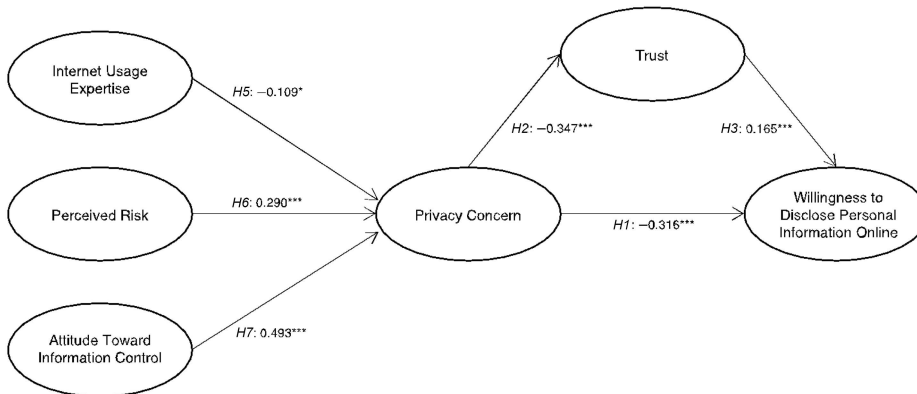 Internet Usage
Expertise
Trust
H5: −0.109*
H2: −0.347***
H3: 0.165***
Perceived Risk
H6: 0.290***
Privacy Concern
H1: −0.316***
Willingness to
Disclose Personal
Information Online
H7: 0.493***
Attitude Toward
Information Control